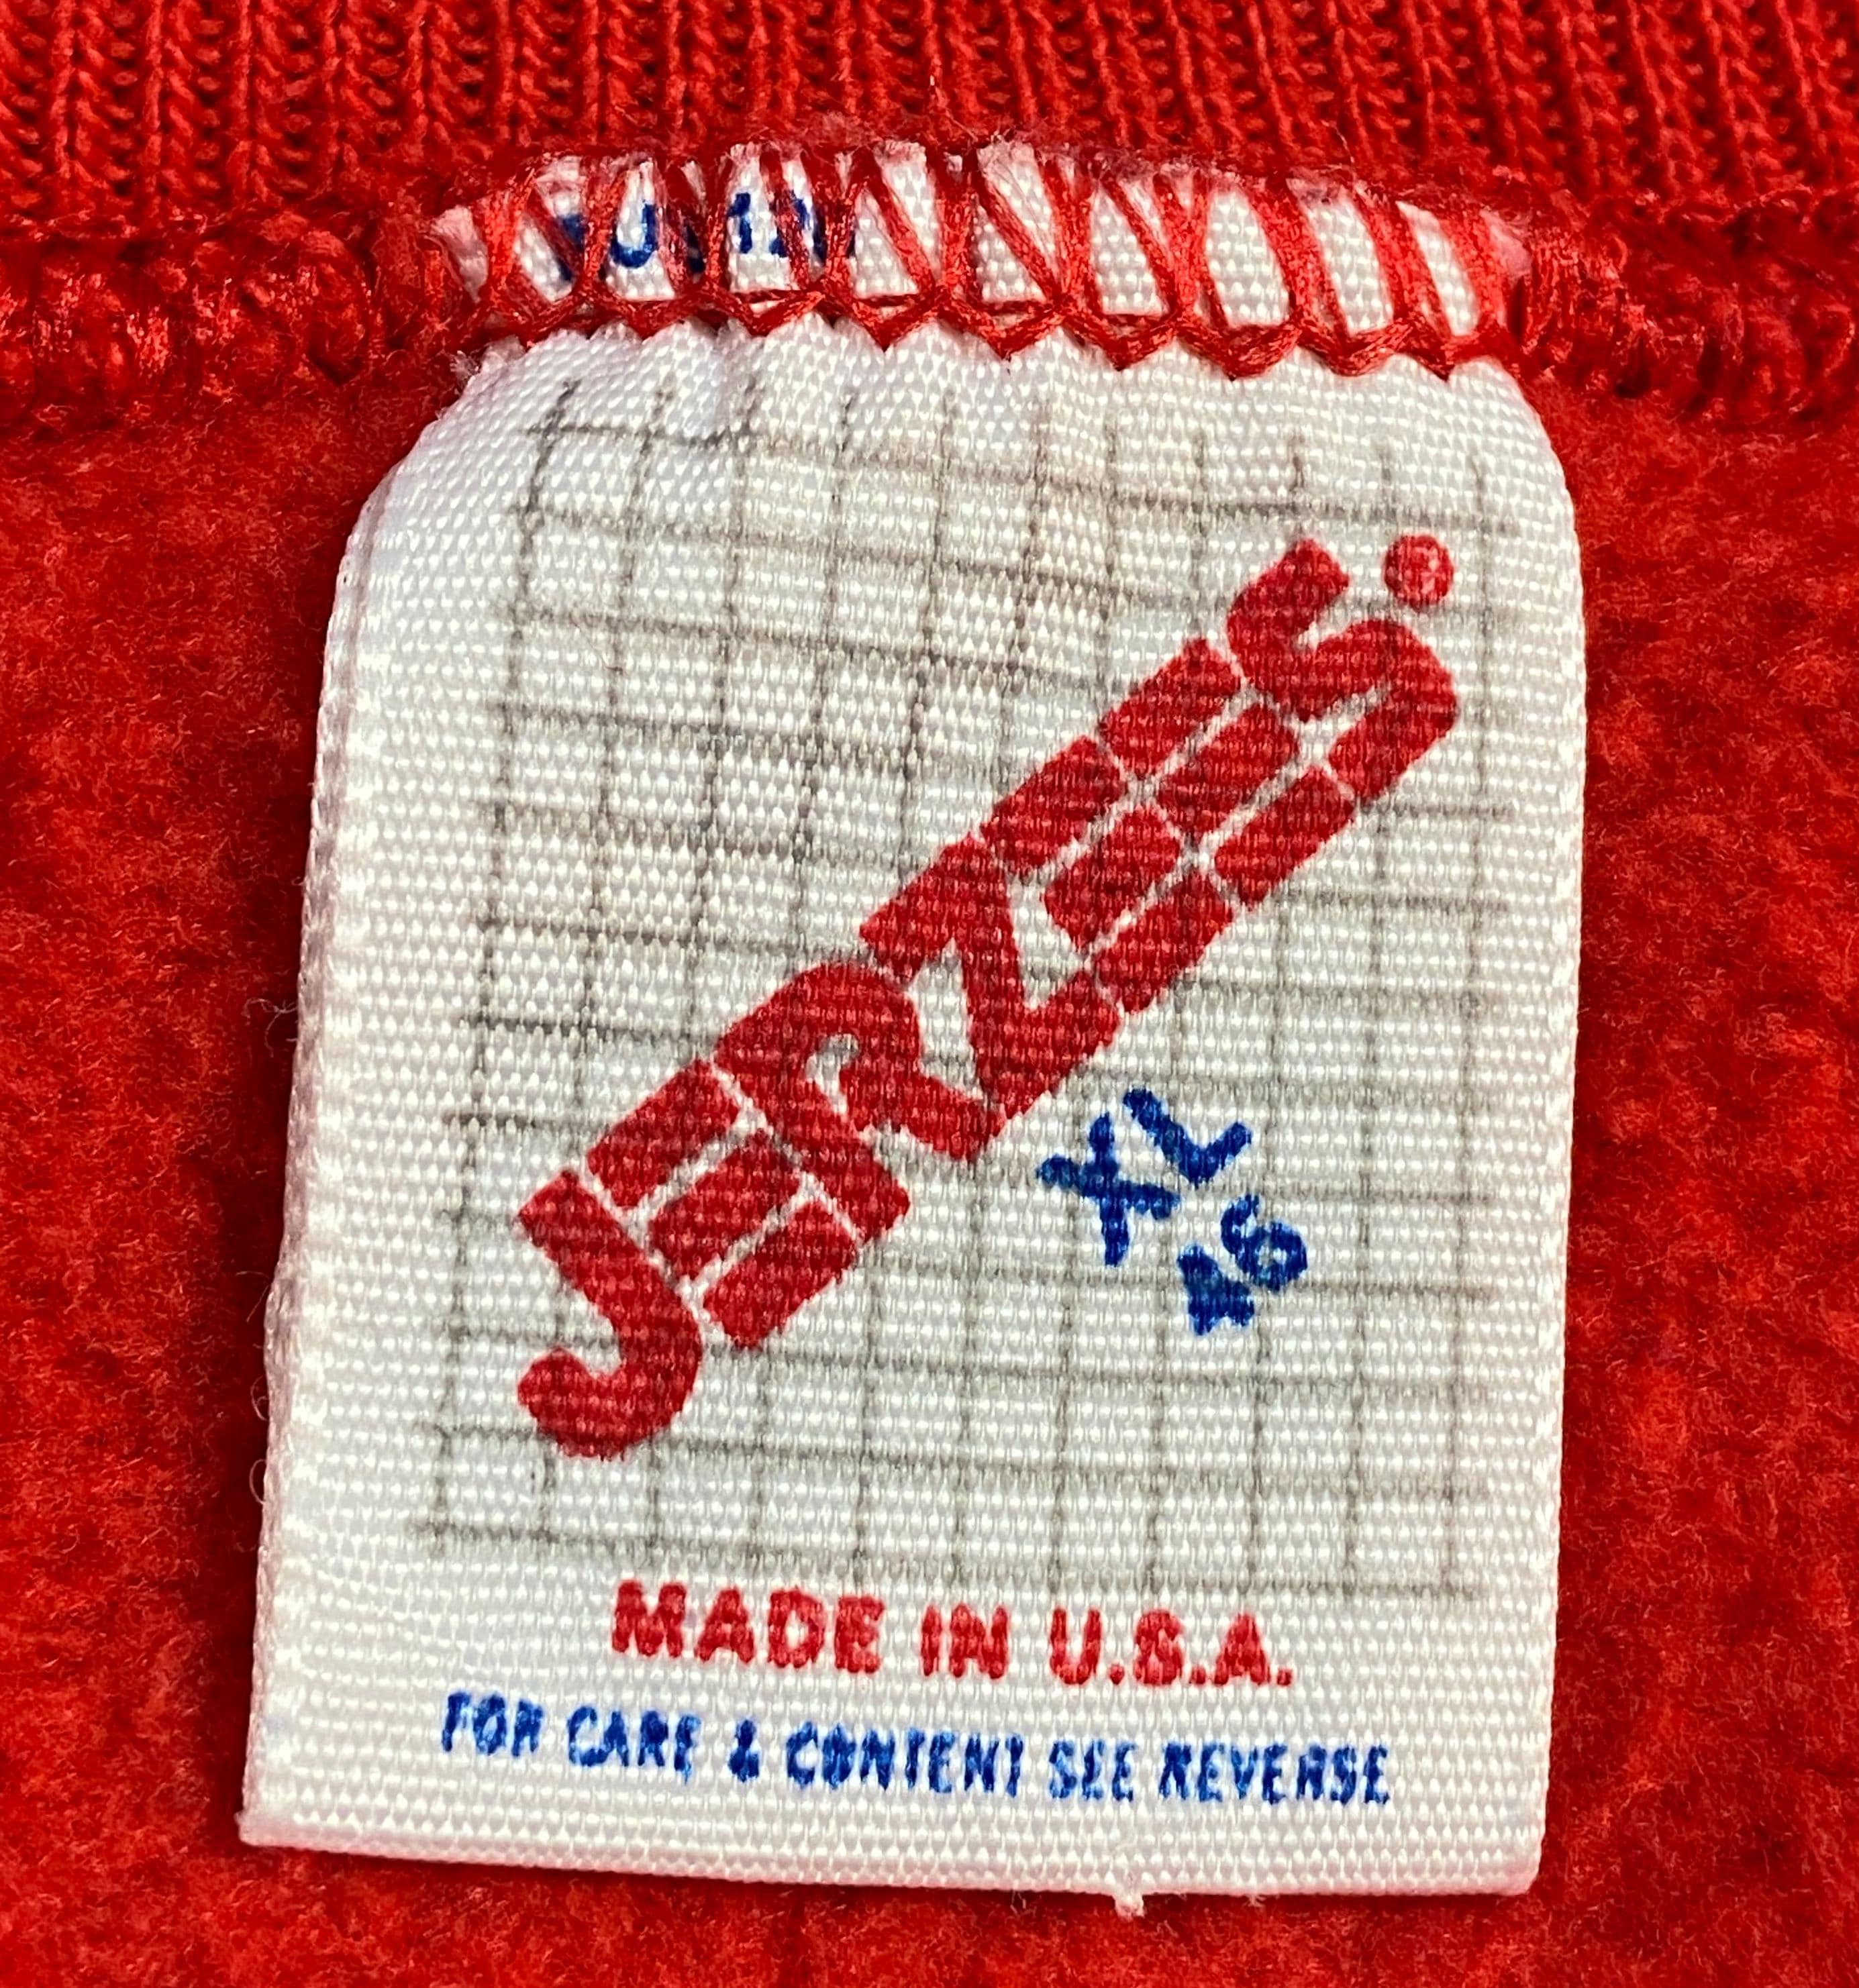 JERZEES®
XL
46
MADE IN U.S.A.
FOR CARE & CONTENT SEE REVERSE